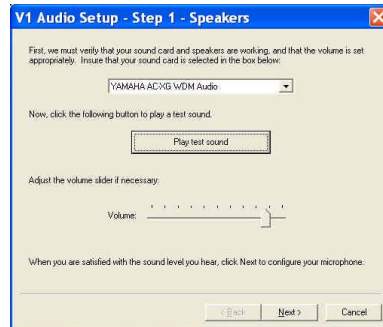 V1 Audio Setup - Step 1 - Speakers
First, we must verify that your sound card and speakers are working, and that the volume is set
appropriately. Insure that your sound card is selected in the box below:
YAMAHA AC-XG WDM Audio
Now, click the following button to play a test sound.
Play test sound
Adjust the volume slider if necessary:
Volume:
When you are satisfied with the sound level you hear, click Next to configure your microphone.
< Back
Next >
Cancel